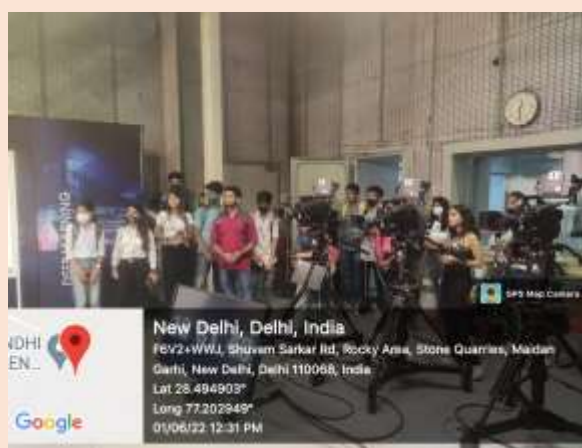 GPS Map Camera
New Delhi, Delhi, India
F6V2+WWJ, Shuvam Sarkar Rd, Rocky Area, Stone Quarries, Maidan
Garhi, New Delhi, Delhi 110068, India
Lat 28.494903°
Long 77.202949°
01/06/22 12:31 PM
NDHI
EN...
Google